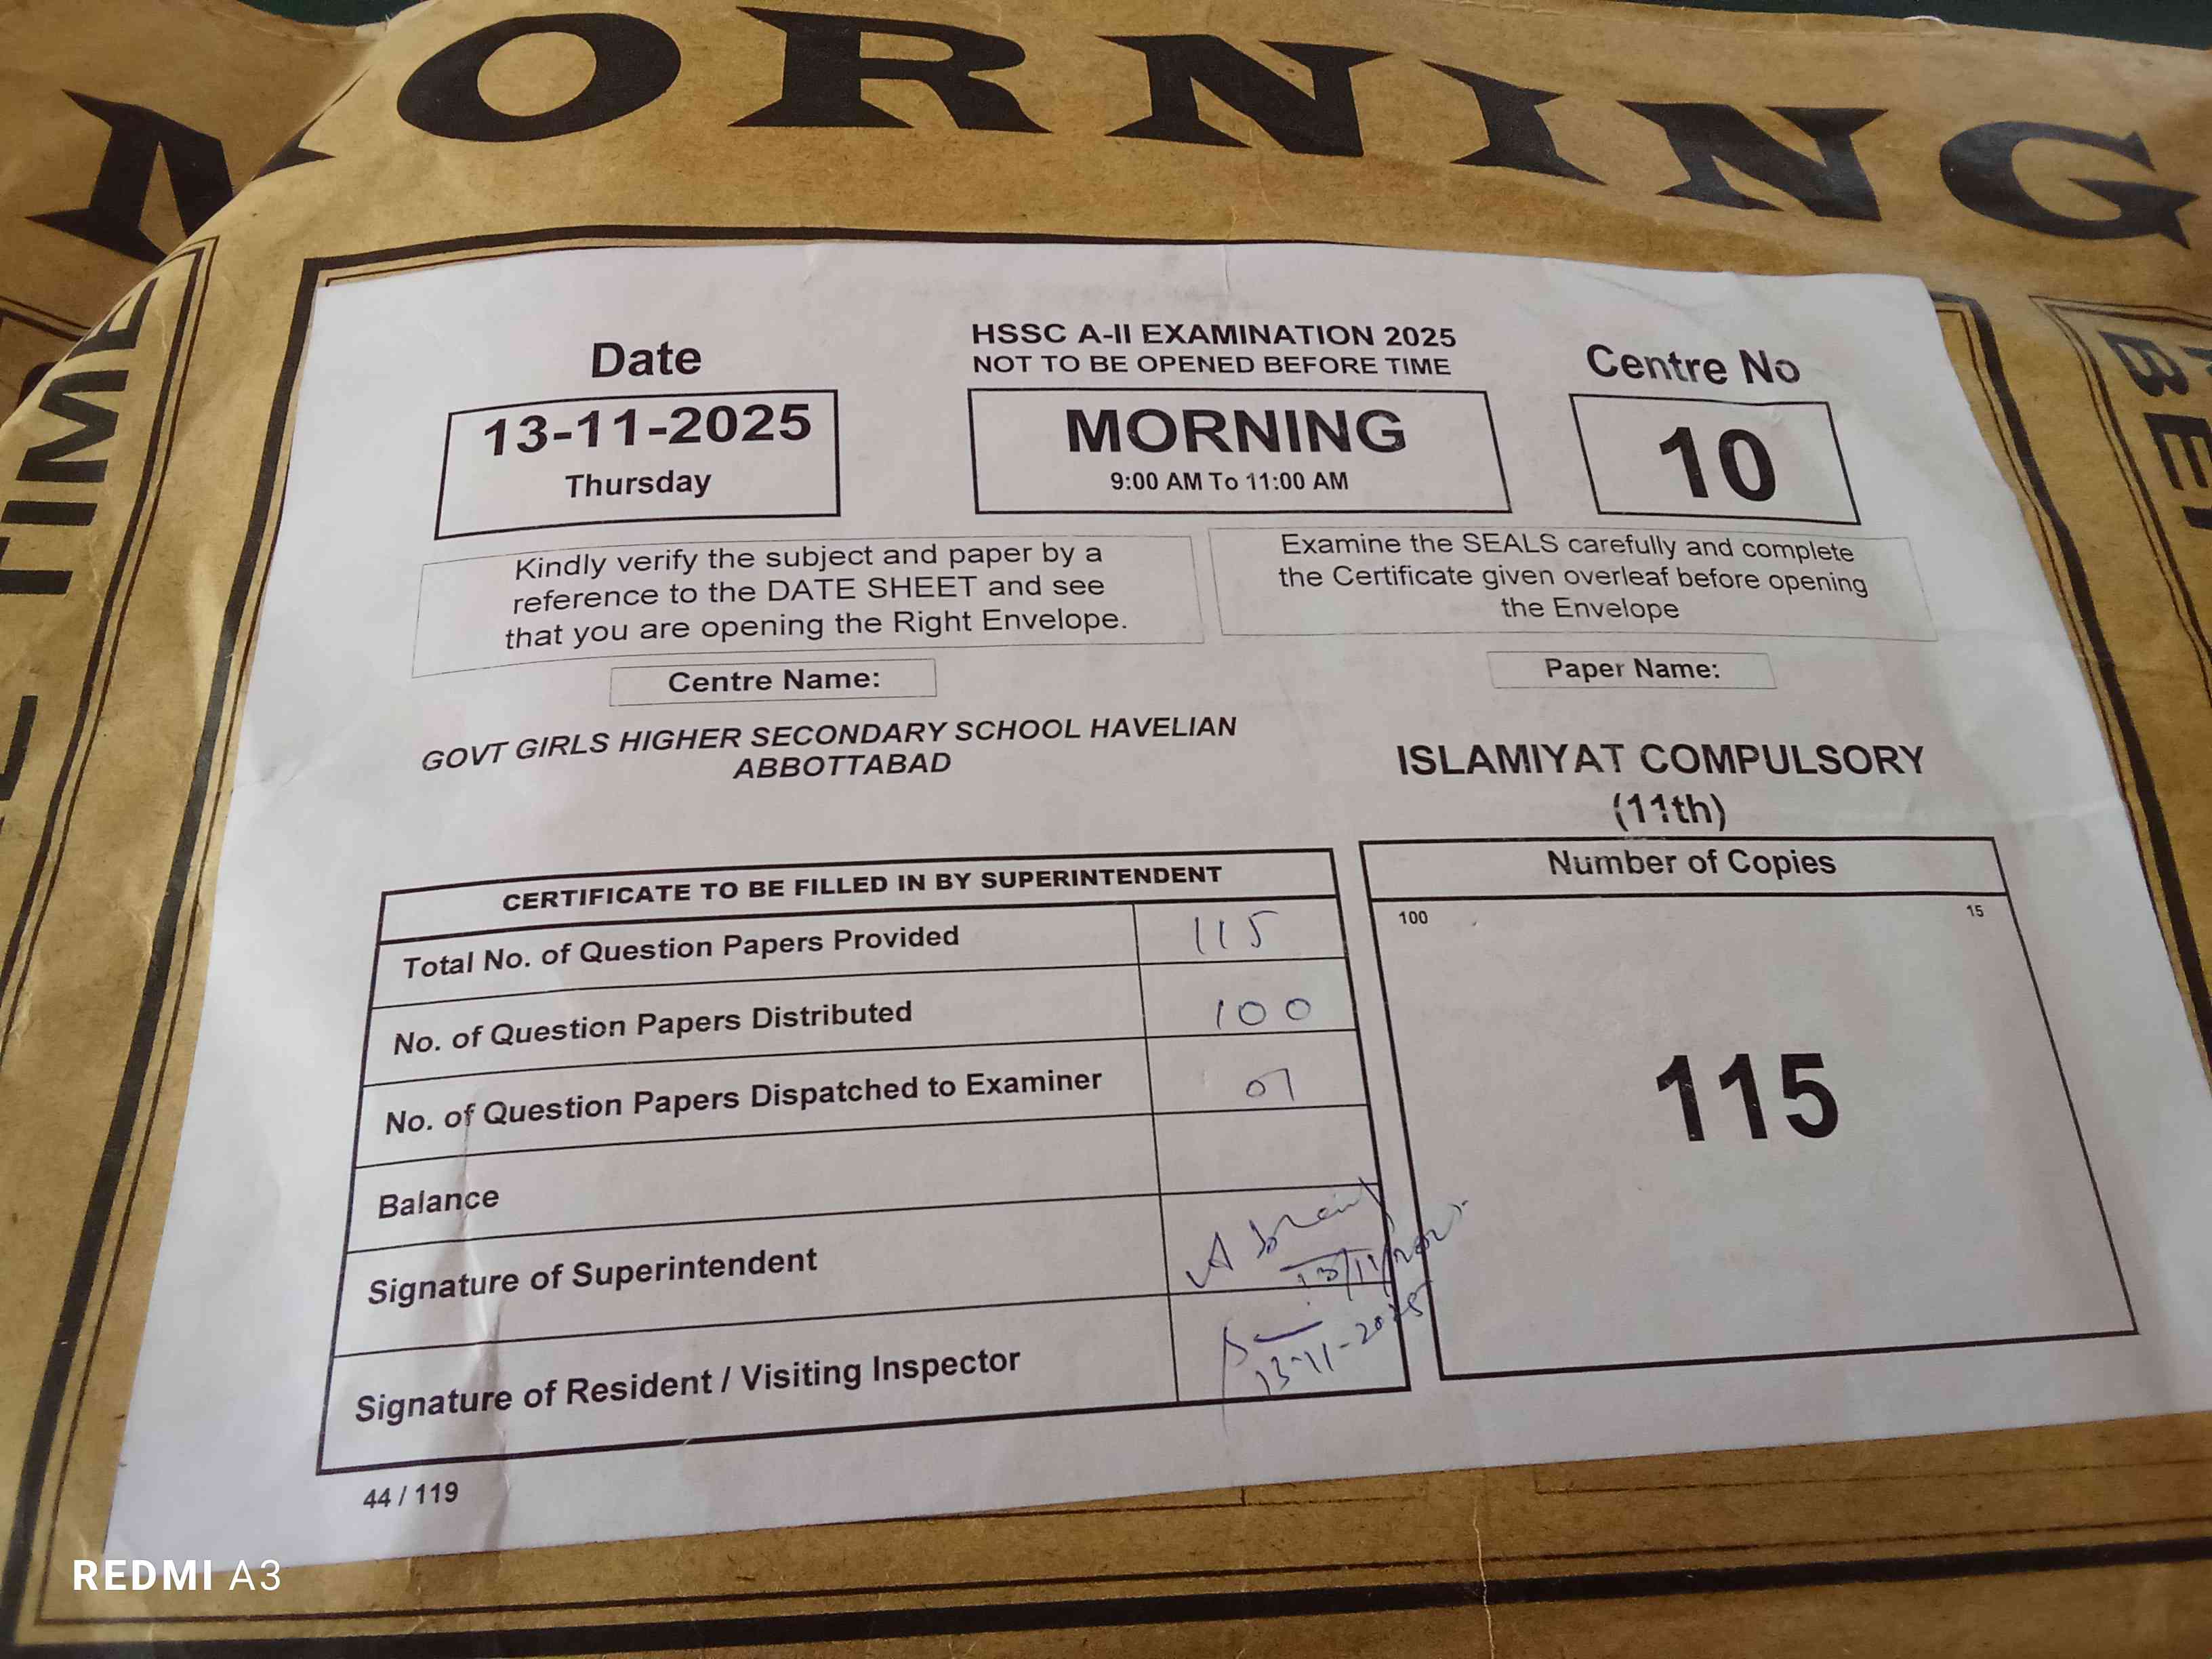 MORNING
TIME
Date
13-11-2025
Thursday
HSSC A-II EXAMINATION 2025
NOT TO BE OPENED BEFORE TIME
MORNING
9:00 AM To 11:00 AM
Centre No
10
Kindly verify the subject and paper by a
reference to the DATE SHEET and see
that you are opening the Right Envelope.
Examine the SEALS carefully and complete
the Certificate given overleaf before opening
the Envelope
Centre Name:
GOVT GIRLS HIGHER SECONDARY SCHOOL HAVELIAN
ABBOTTABAD
Paper Name:
ISLAMIYAT COMPULSORY
(11th)
CERTIFICATE TO BE FILLED IN BY SUPERINTENDENT
Total No. of Question Papers Provided 115
No. of Question Papers Distributed 100
No. of Question Papers Dispatched to Examiner 01
Balance
Signature of Superintendent
13/11/2025
Signature of Resident / Visiting Inspector
13-11-2025
Number of Copies
100 15
115
44 / 119
REDMI A3